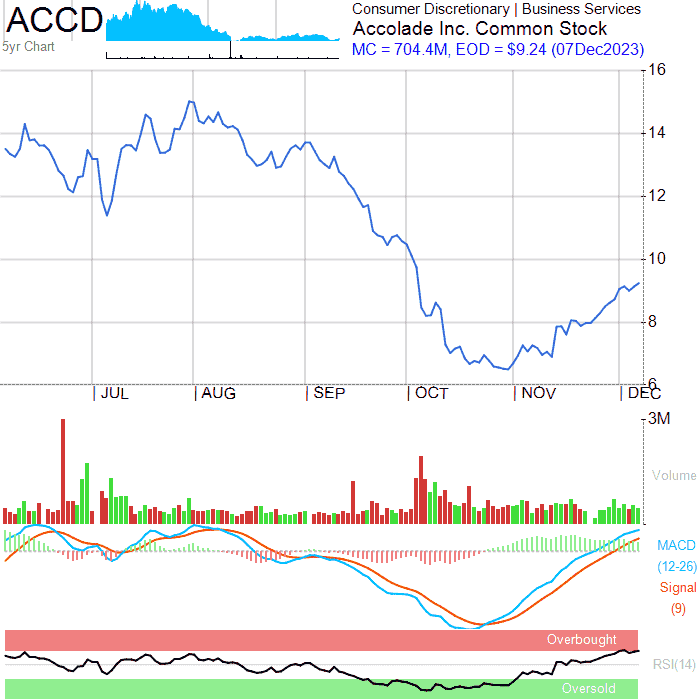 ACCD
5yr Chart
Consumer Discretionary | Business Services
Accolade Inc. Common Stock
MC = 704.4M, EOD = $9.24 (07Dec2023)
16
14
12
10
8
6
JUL AUG SEP OCT NOV DEC
3M
Volume
MACD
(12-26)
Signal
(9)
Overbought
RSI(14)
Oversold